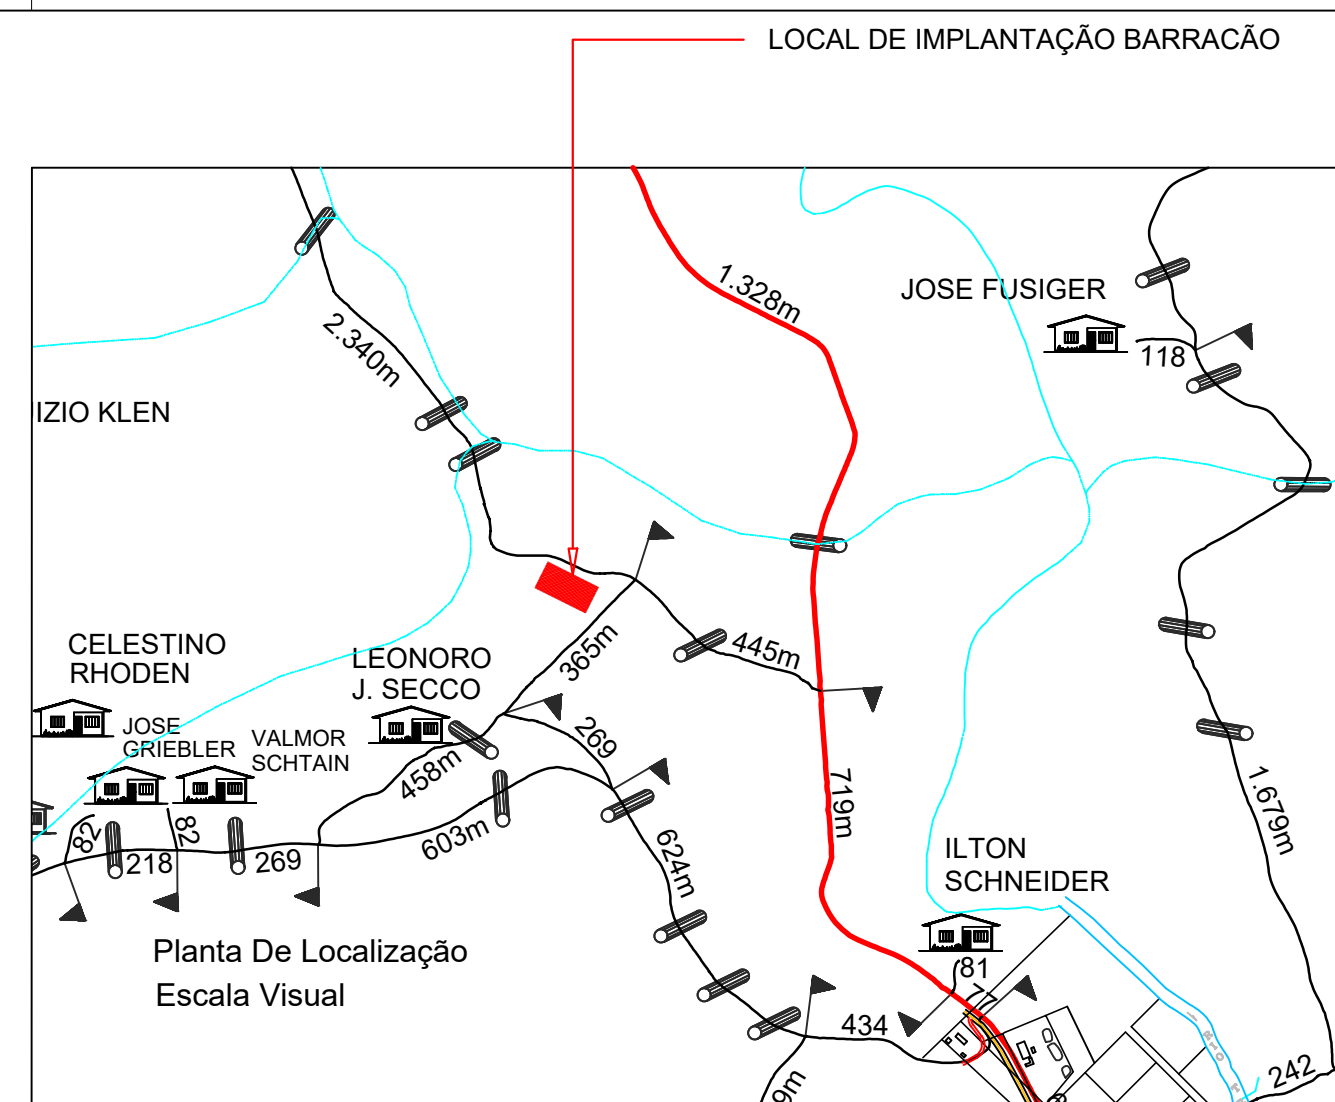 LOCAL DE IMPLANTAÇÃO BARRACÃO
1.328m
JOSE FUSIGER
118
2.340m
IZIO KLEN
CELESTINO
RHODEN
LEONORO
J. SECCO
365m
445m
JOSE
GRIEBLER
VALMOR
SCHTAIN
269
458m
719m
1.679m
82
82
218
269
603m
624m
ILTON
SCHNEIDER
Planta De Localização
Escala Visual
81
77
434
9m
242
RIO